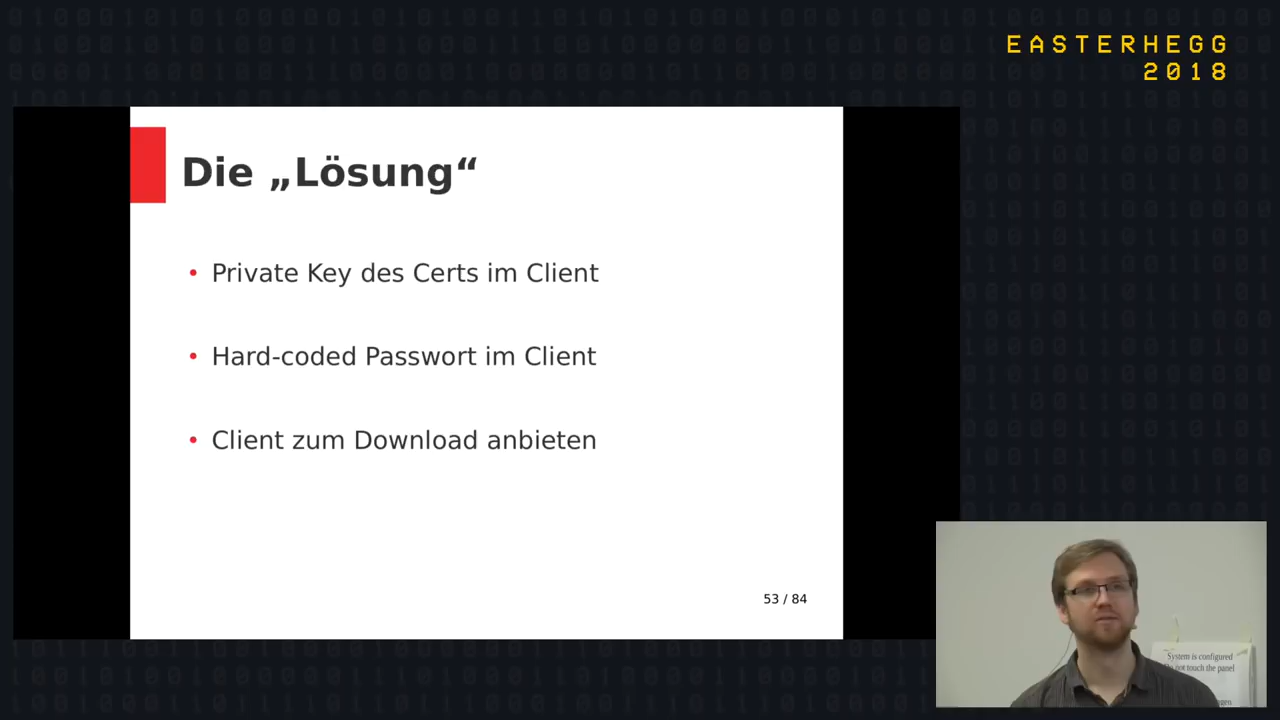 EASTERHEGG
2018
Die „Lösung“
• Private Key des Certs im Client
• Hard-coded Passwort im Client
• Client zum Download anbieten
53 / 84
System is configured
Do not touch the panel